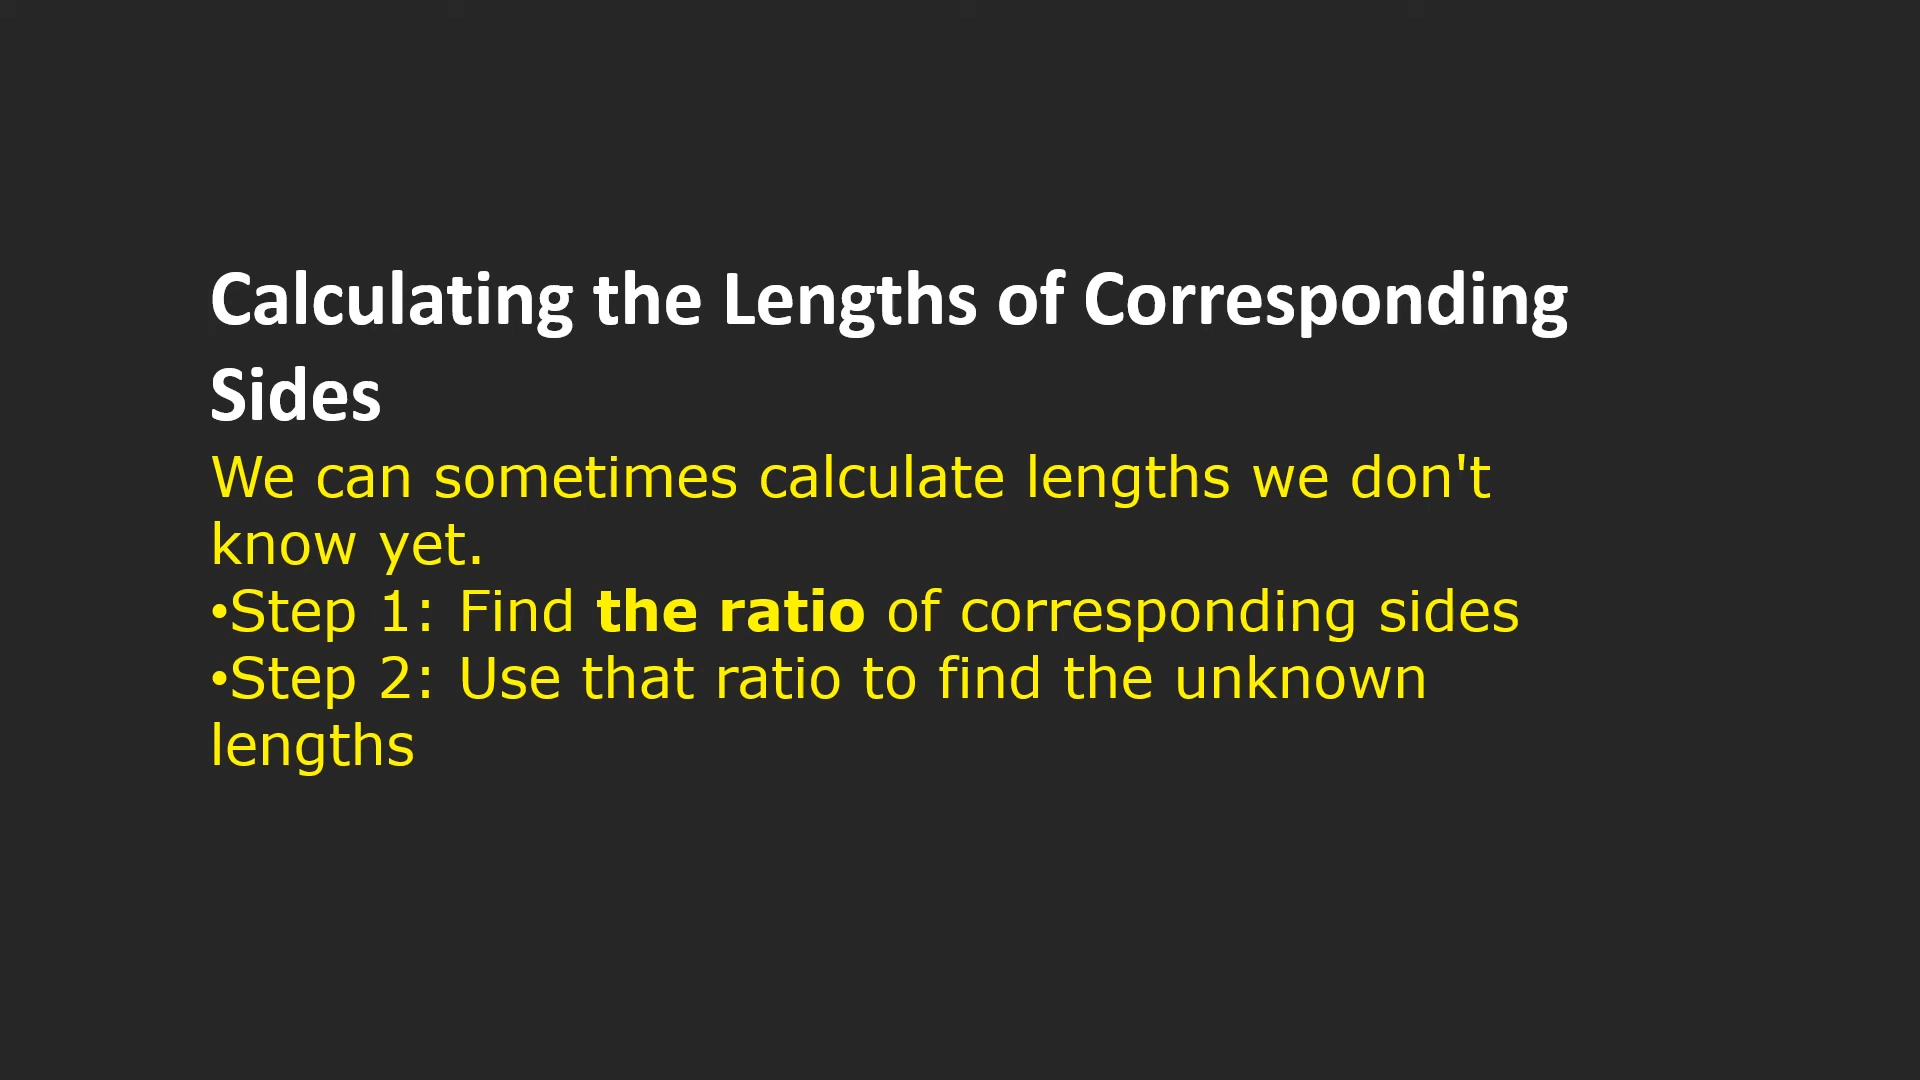 Calculating the Lengths of Corresponding
Sides
We can sometimes calculate lengths we don't
know yet.
•Step 1: Find the ratio of corresponding sides
•Step 2: Use that ratio to find the unknown
lengths